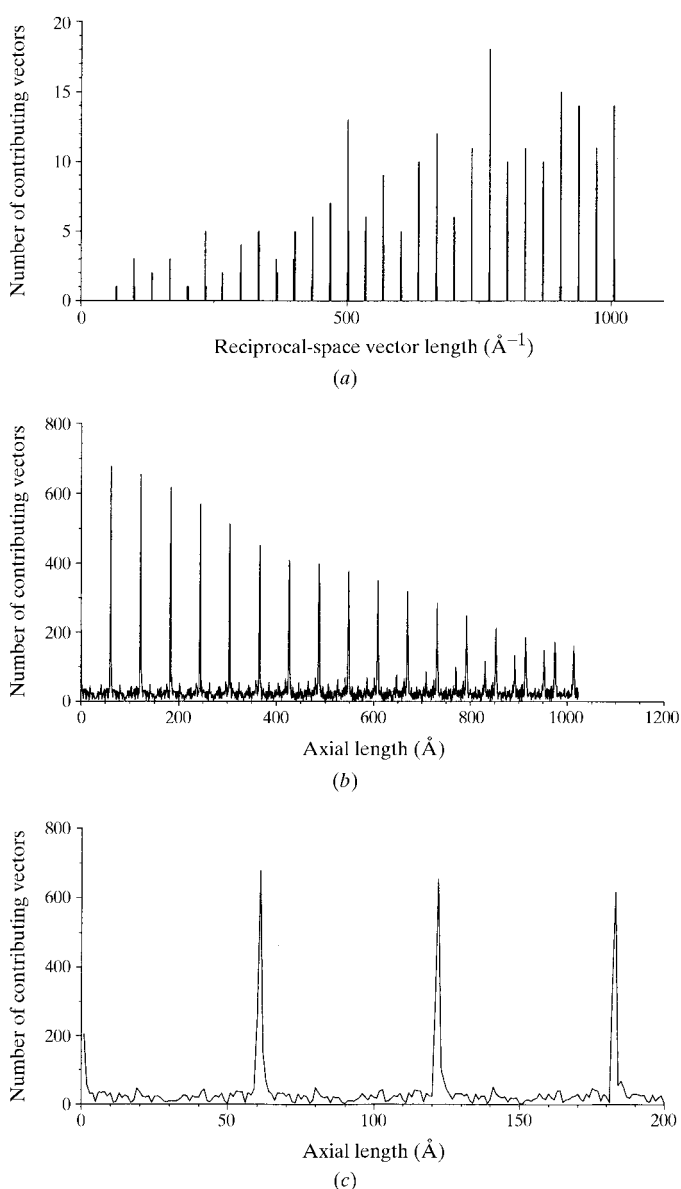 Number of contributing vectors
20
15
10
5
0
0 500 1000
Reciprocal-space vector length (Å⁻¹)
(a)
Number of contributing vectors
800
600
400
200
0
0 200 400 600 800 1000 1200
Axial length (Å)
(b)
Number of contributing vectors
800
600
400
200
0
0 50 100 150 200
Axial length (Å)
(c)